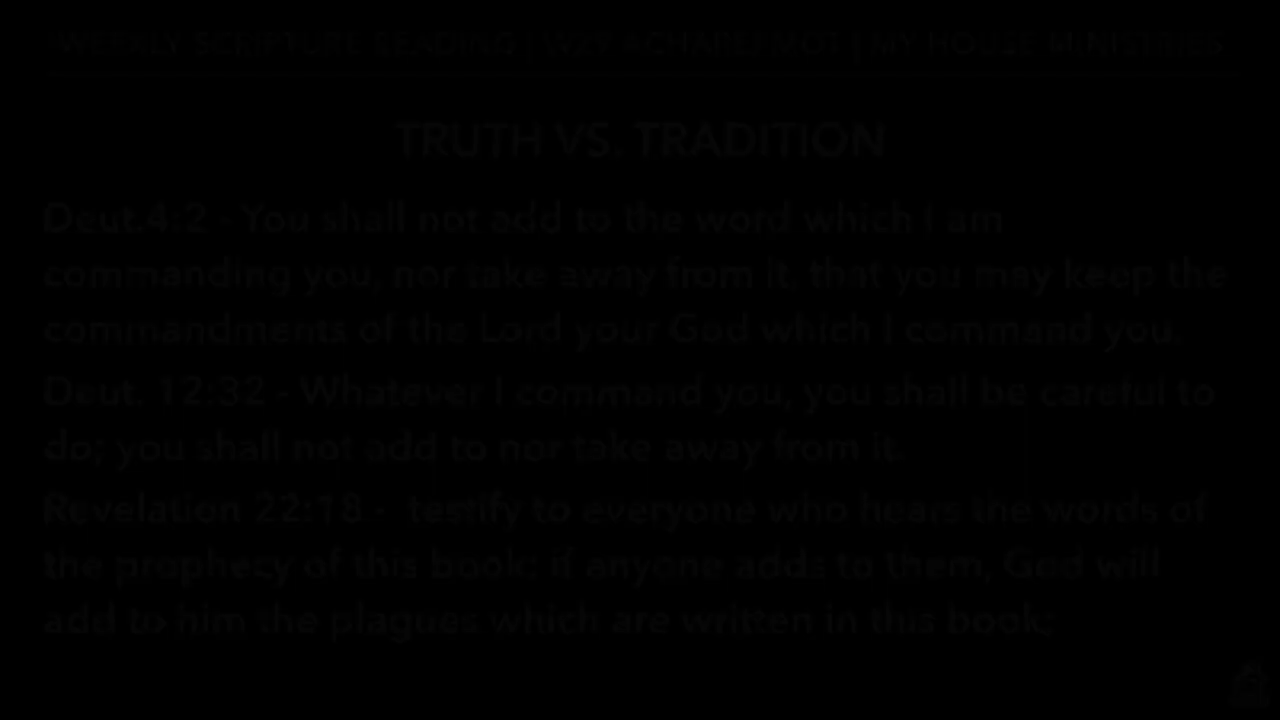 WEEKLY SCRIPTURE READING | W29 ACHAREI MOT | MY HOUSE MINISTRIES
TRUTH VS. TRADITION
Deut.4:2 - You shall not add to the word which I am
commanding you, nor take away from it, that you may keep the
commandments of the Lord your God which I command you.
Deut. 12:32 - Whatever I command you, you shall be careful to
do; you shall not add to nor take away from it.
Revelation 22:18 - testify to everyone who hears the words of
the prophecy of this book: if anyone adds to them, God will
add to him the plagues which are written in this book;